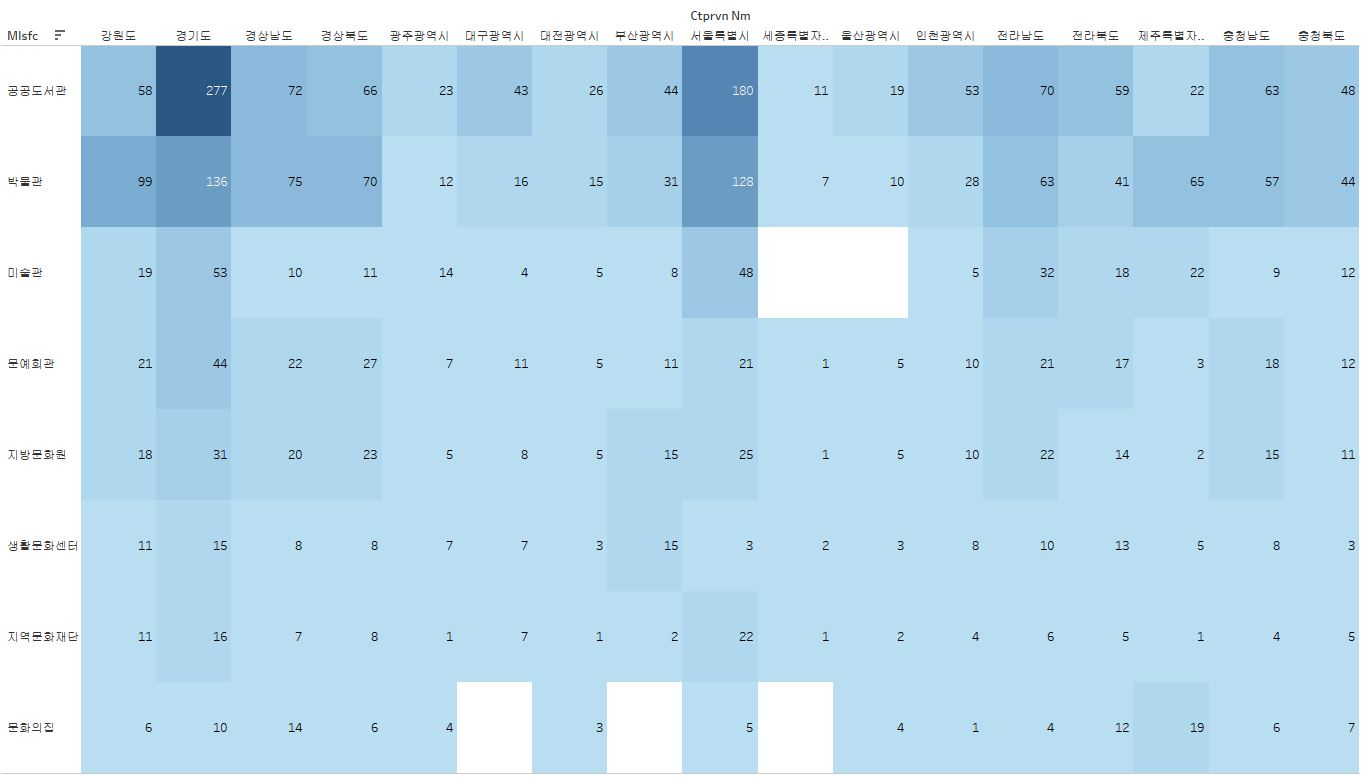 Ctprvn Nm
Mlsfc 강원도 경기도 경상남도 경상북도 광주광역시 대구광역시 대전광역시 부산광역시 서울특별시 세종특별자.. 울산광역시 인천광역시 전라남도 전라북도 제주특별자.. 충청남도 충청북도
공공도서관 58 277 72 66 23 43 26 44 180 11 19 53 70 59 22 63 48
박물관 99 136 75 70 12 16 15 31 128 7 10 28 63 41 65 57 44
미술관 19 53 10 11 14 4 5 8 48 5 32 18 22 9 12
문예회관 21 44 22 27 7 11 5 11 21 1 5 10 21 17 3 18 12
지방문화원 18 31 20 23 5 8 5 15 25 1 5 10 22 14 2 15 11
생활문화센터 11 15 8 8 7 7 3 15 3 2 3 8 10 13 5 8 3
지역문화재단 11 16 7 8 1 7 1 2 22 1 2 4 6 5 1 4 5
문화의집 6 10 14 6 4 3 5 4 1 4 12 19 6 7